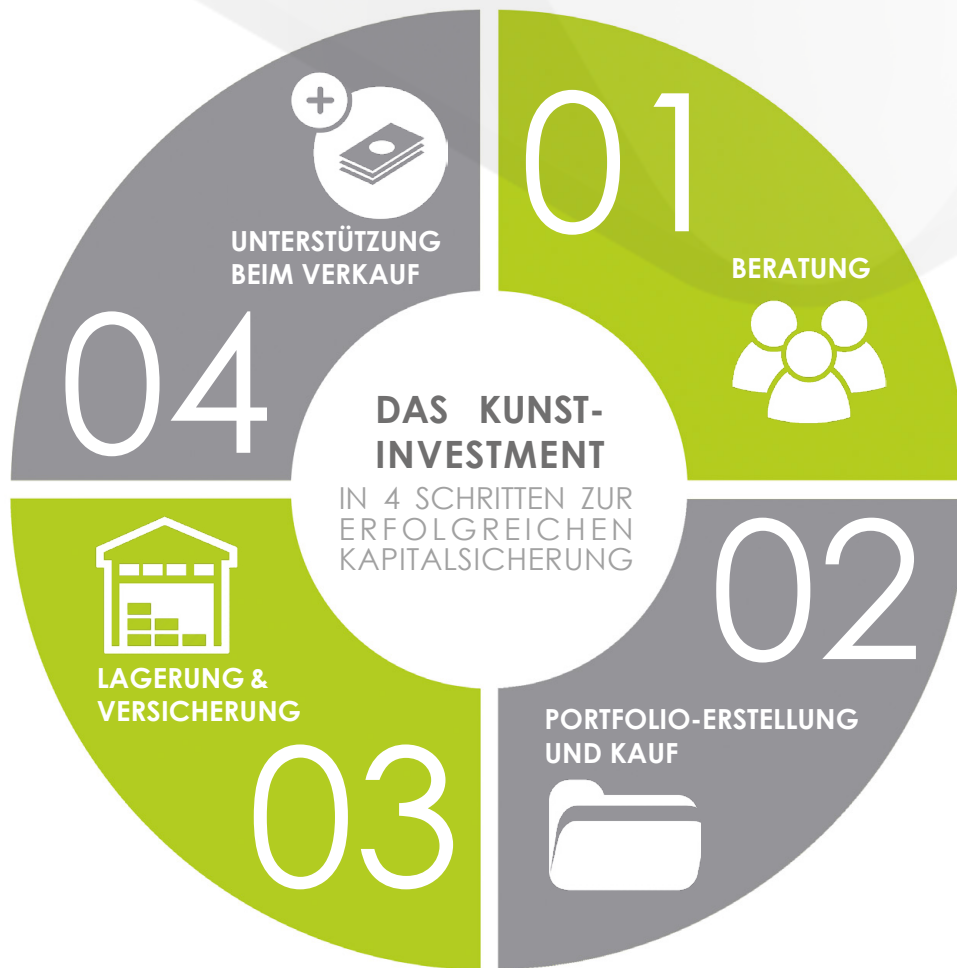 DAS KUNST-
INVESTMENT
IN 4 SCHRITTEN ZUR
ERFOLGREICHEN
KAPITALSICHERUNG
01
BERATUNG
02
PORTFOLIO-ERSTELLUNG
UND KAUF
03
LAGERUNG &
VERSICHERUNG
04
UNTERSTÜTZUNG
BEIM VERKAUF